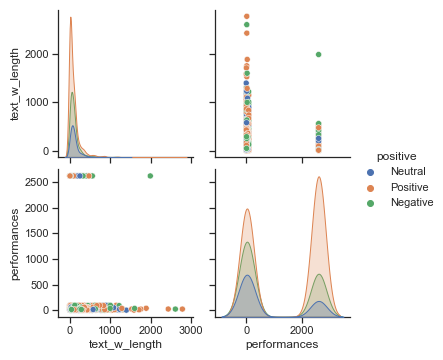 text_w_length
2000
1000
0
positive
Neutral
Positive
Negative
performances
2500
2000
1500
1000
500
0
0 1000 2000 3000
0 2000
text_w_length performances